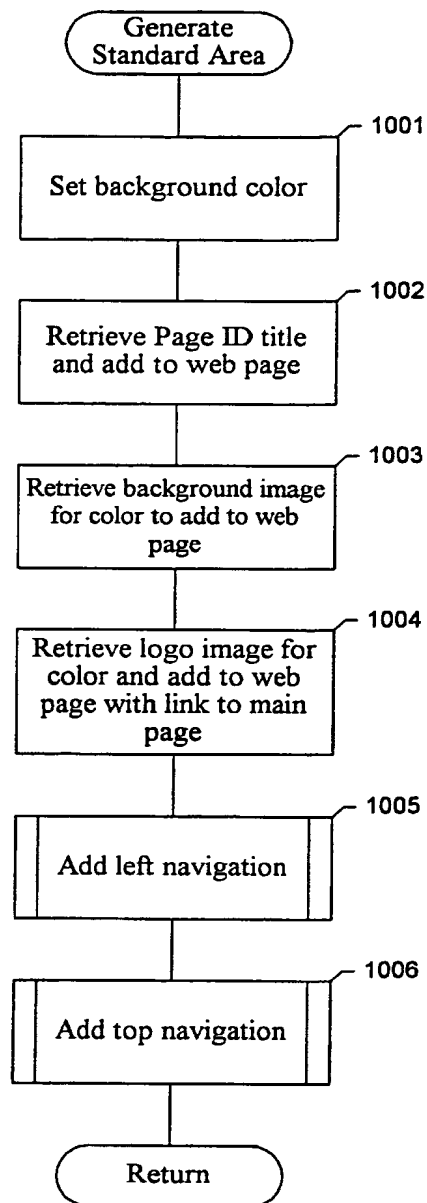 Generate
Standard Area
1001
Set background color
1002
Retrieve Page ID title
and add to web page
1003
Retrieve background image
for color to add to web
page
1004
Retrieve logo image for
color and add to web
page with link to main
page
1005
Add left navigation
1006
Add top navigation
Return